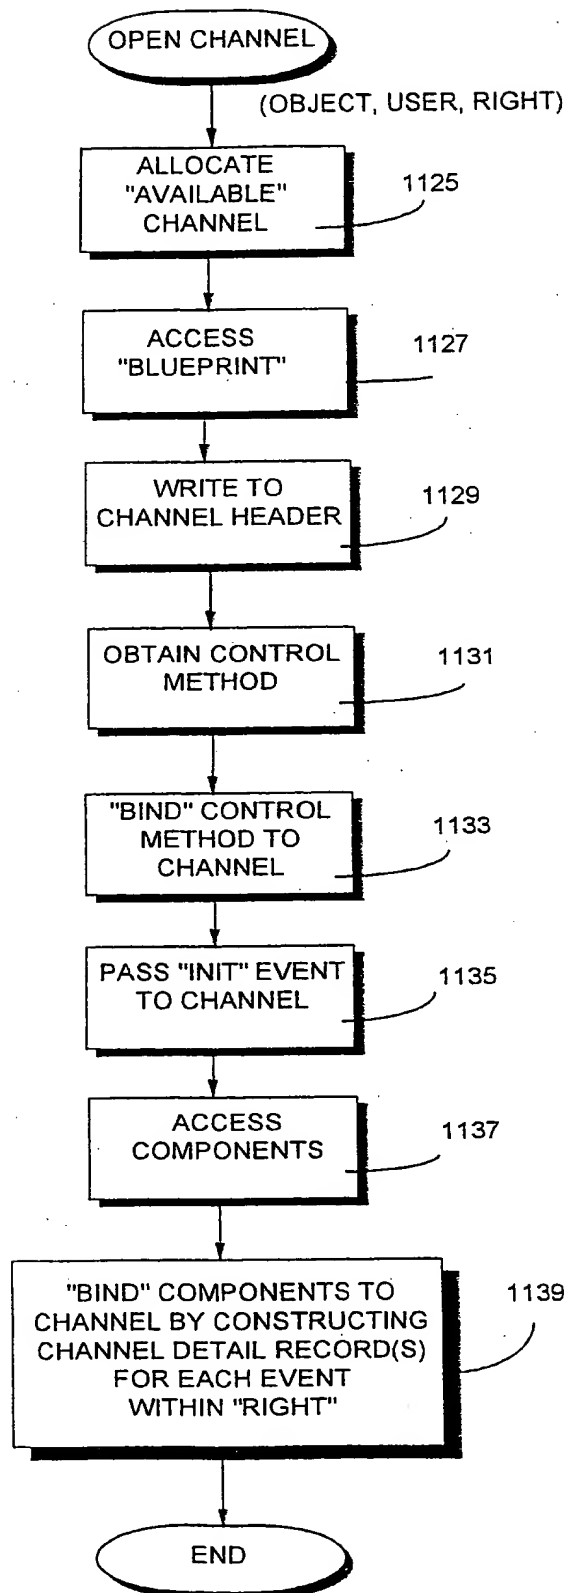 OPEN CHANNEL
(OBJECT, USER, RIGHT)
ALLOCATE
"AVAILABLE"
CHANNEL
1125
ACCESS
"BLUEPRINT"
1127
WRITE TO
CHANNEL HEADER
1129
OBTAIN CONTROL
METHOD
1131
"BIND" CONTROL
METHOD TO
CHANNEL
1133
PASS "INIT" EVENT
TO CHANNEL
1135
ACCESS
COMPONENTS
1137
"BIND" COMPONENTS TO
CHANNEL BY CONSTRUCTING
CHANNEL DETAIL RECORD(S)
FOR EACH EVENT
WITHIN "RIGHT"
1139
END